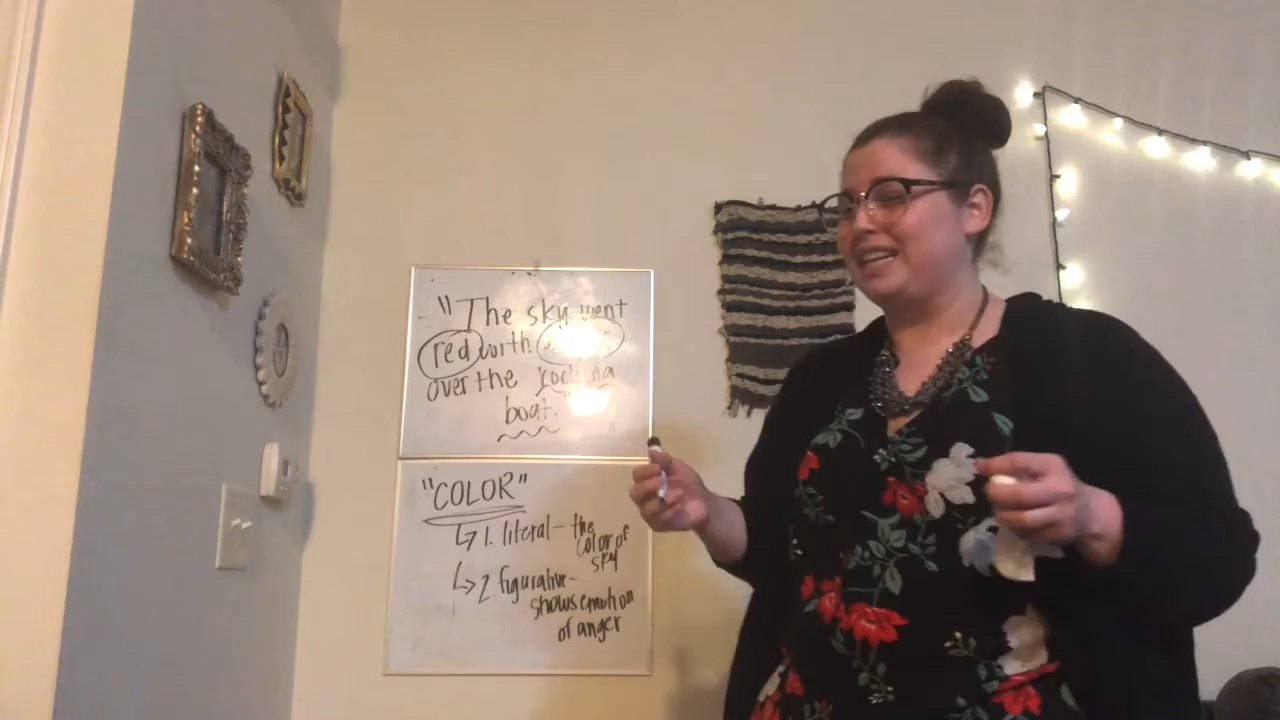 "The sky went
red with
over the rocking
boat.
"COLOR"
↳ 1. literal - the
color of
sky
↳ 2. figurative -
shows emotion
of anger